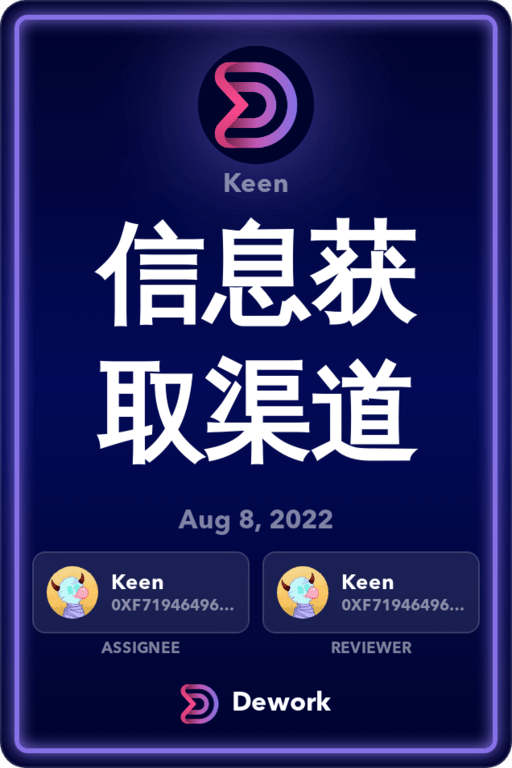 Keen
信息获
取渠道
Aug 8, 2022
Keen
0XF71946496...
ASSIGNEE
Keen
0XF71946496...
REVIEWER
Dework